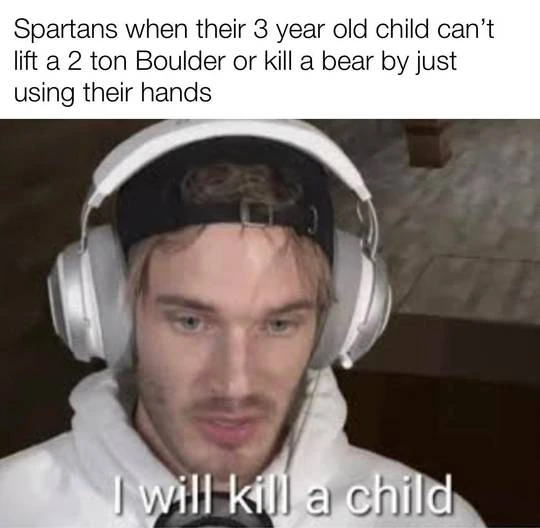 Spartans when their 3 year old child can’t
lift a 2 ton Boulder or kill a bear by just
using their hands
I will kill a child